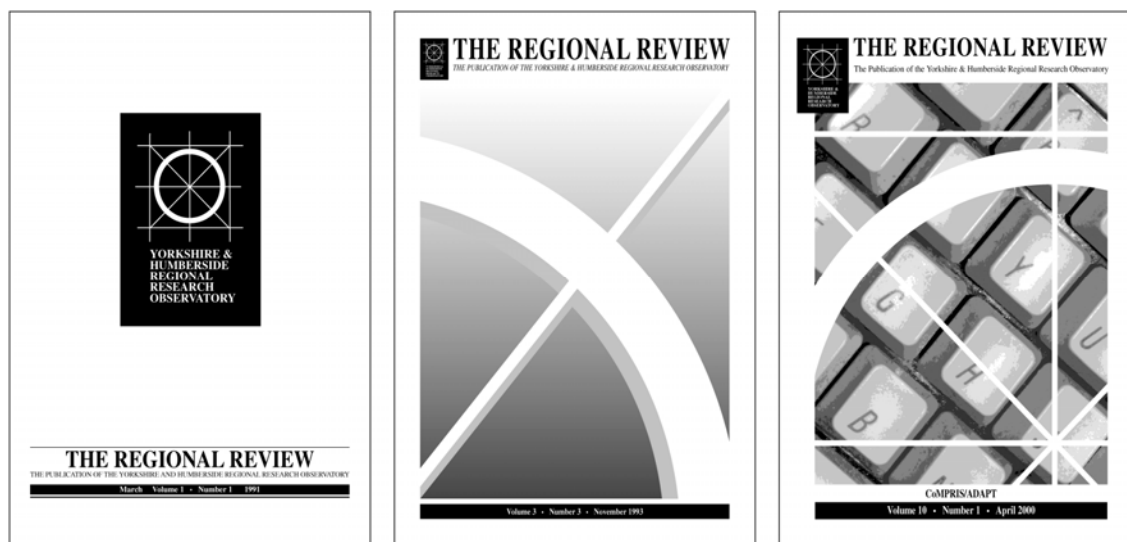 YORKSHIRE &
HUMBERSIDE
REGIONAL
RESEARCH
OBSERVATORY
THE REGIONAL REVIEW
THE PUBLICATION OF THE YORKSHIRE AND HUMBERSIDE REGIONAL RESEARCH OBSERVATORY
March Volume 1 • Number 1 1991
THE REGIONAL REVIEW
THE PUBLICATION OF THE YORKSHIRE & HUMBERSIDE REGIONAL RESEARCH OBSERVATORY
Volume 3 • Number 3 • November 1993
THE REGIONAL REVIEW
The Publication of the Yorkshire & Humberside Regional Research Observatory
YORKSHIRE &
HUMBERSIDE
REGIONAL
RESEARCH
OBSERVATORY
R
Y
G
U
H
B
CoMPRIS/ADAPT
Volume 10 • Number 1 • April 2000